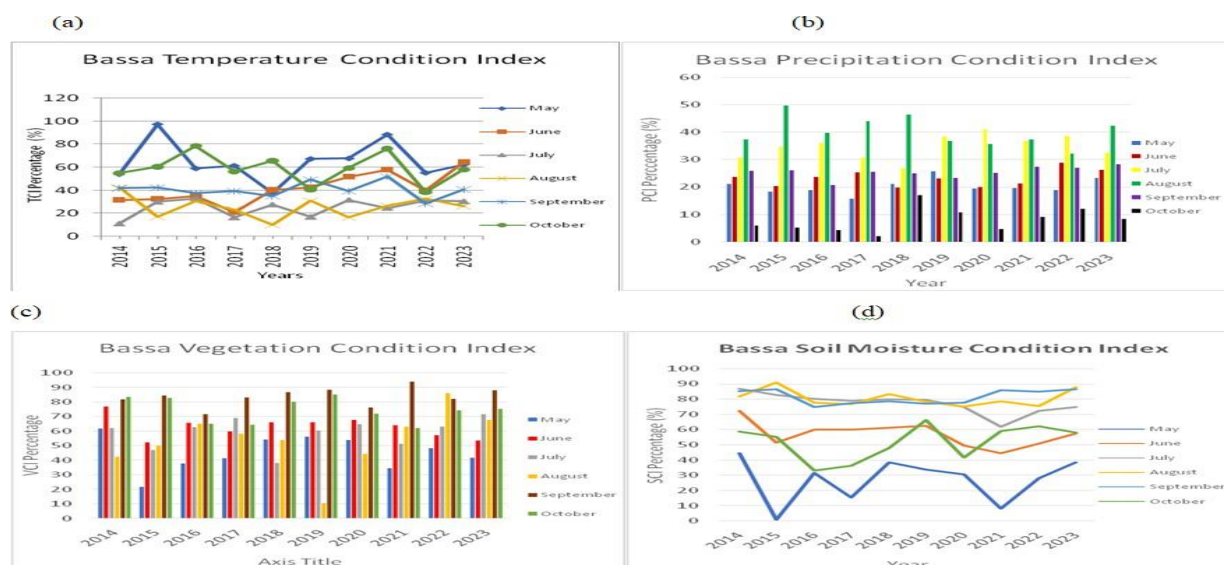 (a)
Bassa Temperature Condition Index
TCI Percentage (%)
120
100
80
60
40
20
0
2014
2015
2016
2017
2018
2019
2020
2021
2022
2023
Years
May
June
July
August
September
October
(b)
Bassa Precipitation Condition Index
PCI Perccentage (%)
60
50
40
30
20
10
0
2014
2015
2016
2017
2018
2019
2020
2021
2022
2023
Year
May
June
July
August
September
October
(c)
Bassa Vegetation Condition Index
VCI Percentage
100
90
80
70
60
50
40
30
20
10
0
2014
2015
2016
2017
2018
2019
2020
2021
2022
2023
Axis Title
May
June
July
August
September
October
(d)
Bassa Soil Moisture Condition Index
SCI Percentage (%)
100
90
80
70
60
50
40
30
20
10
0
2014
2015
2016
2017
2018
2019
2020
2021
2022
2023
Year
May
June
July
August
September
October